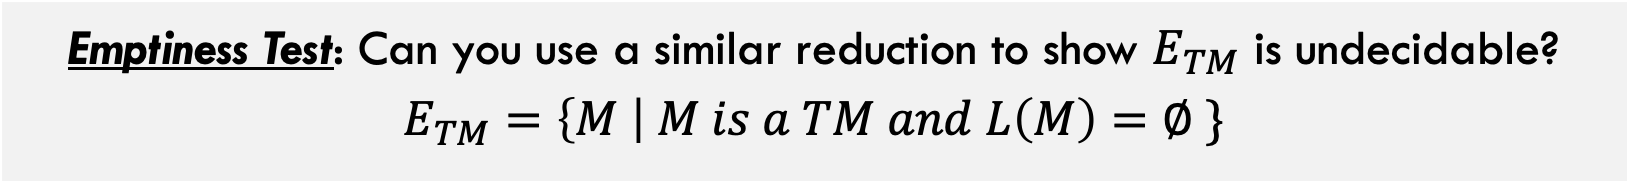 Emptiness Test: Can you use a similar reduction to show E_TM is undecidable?
E_TM = {M | M is a TM and L(M) = ∅ }